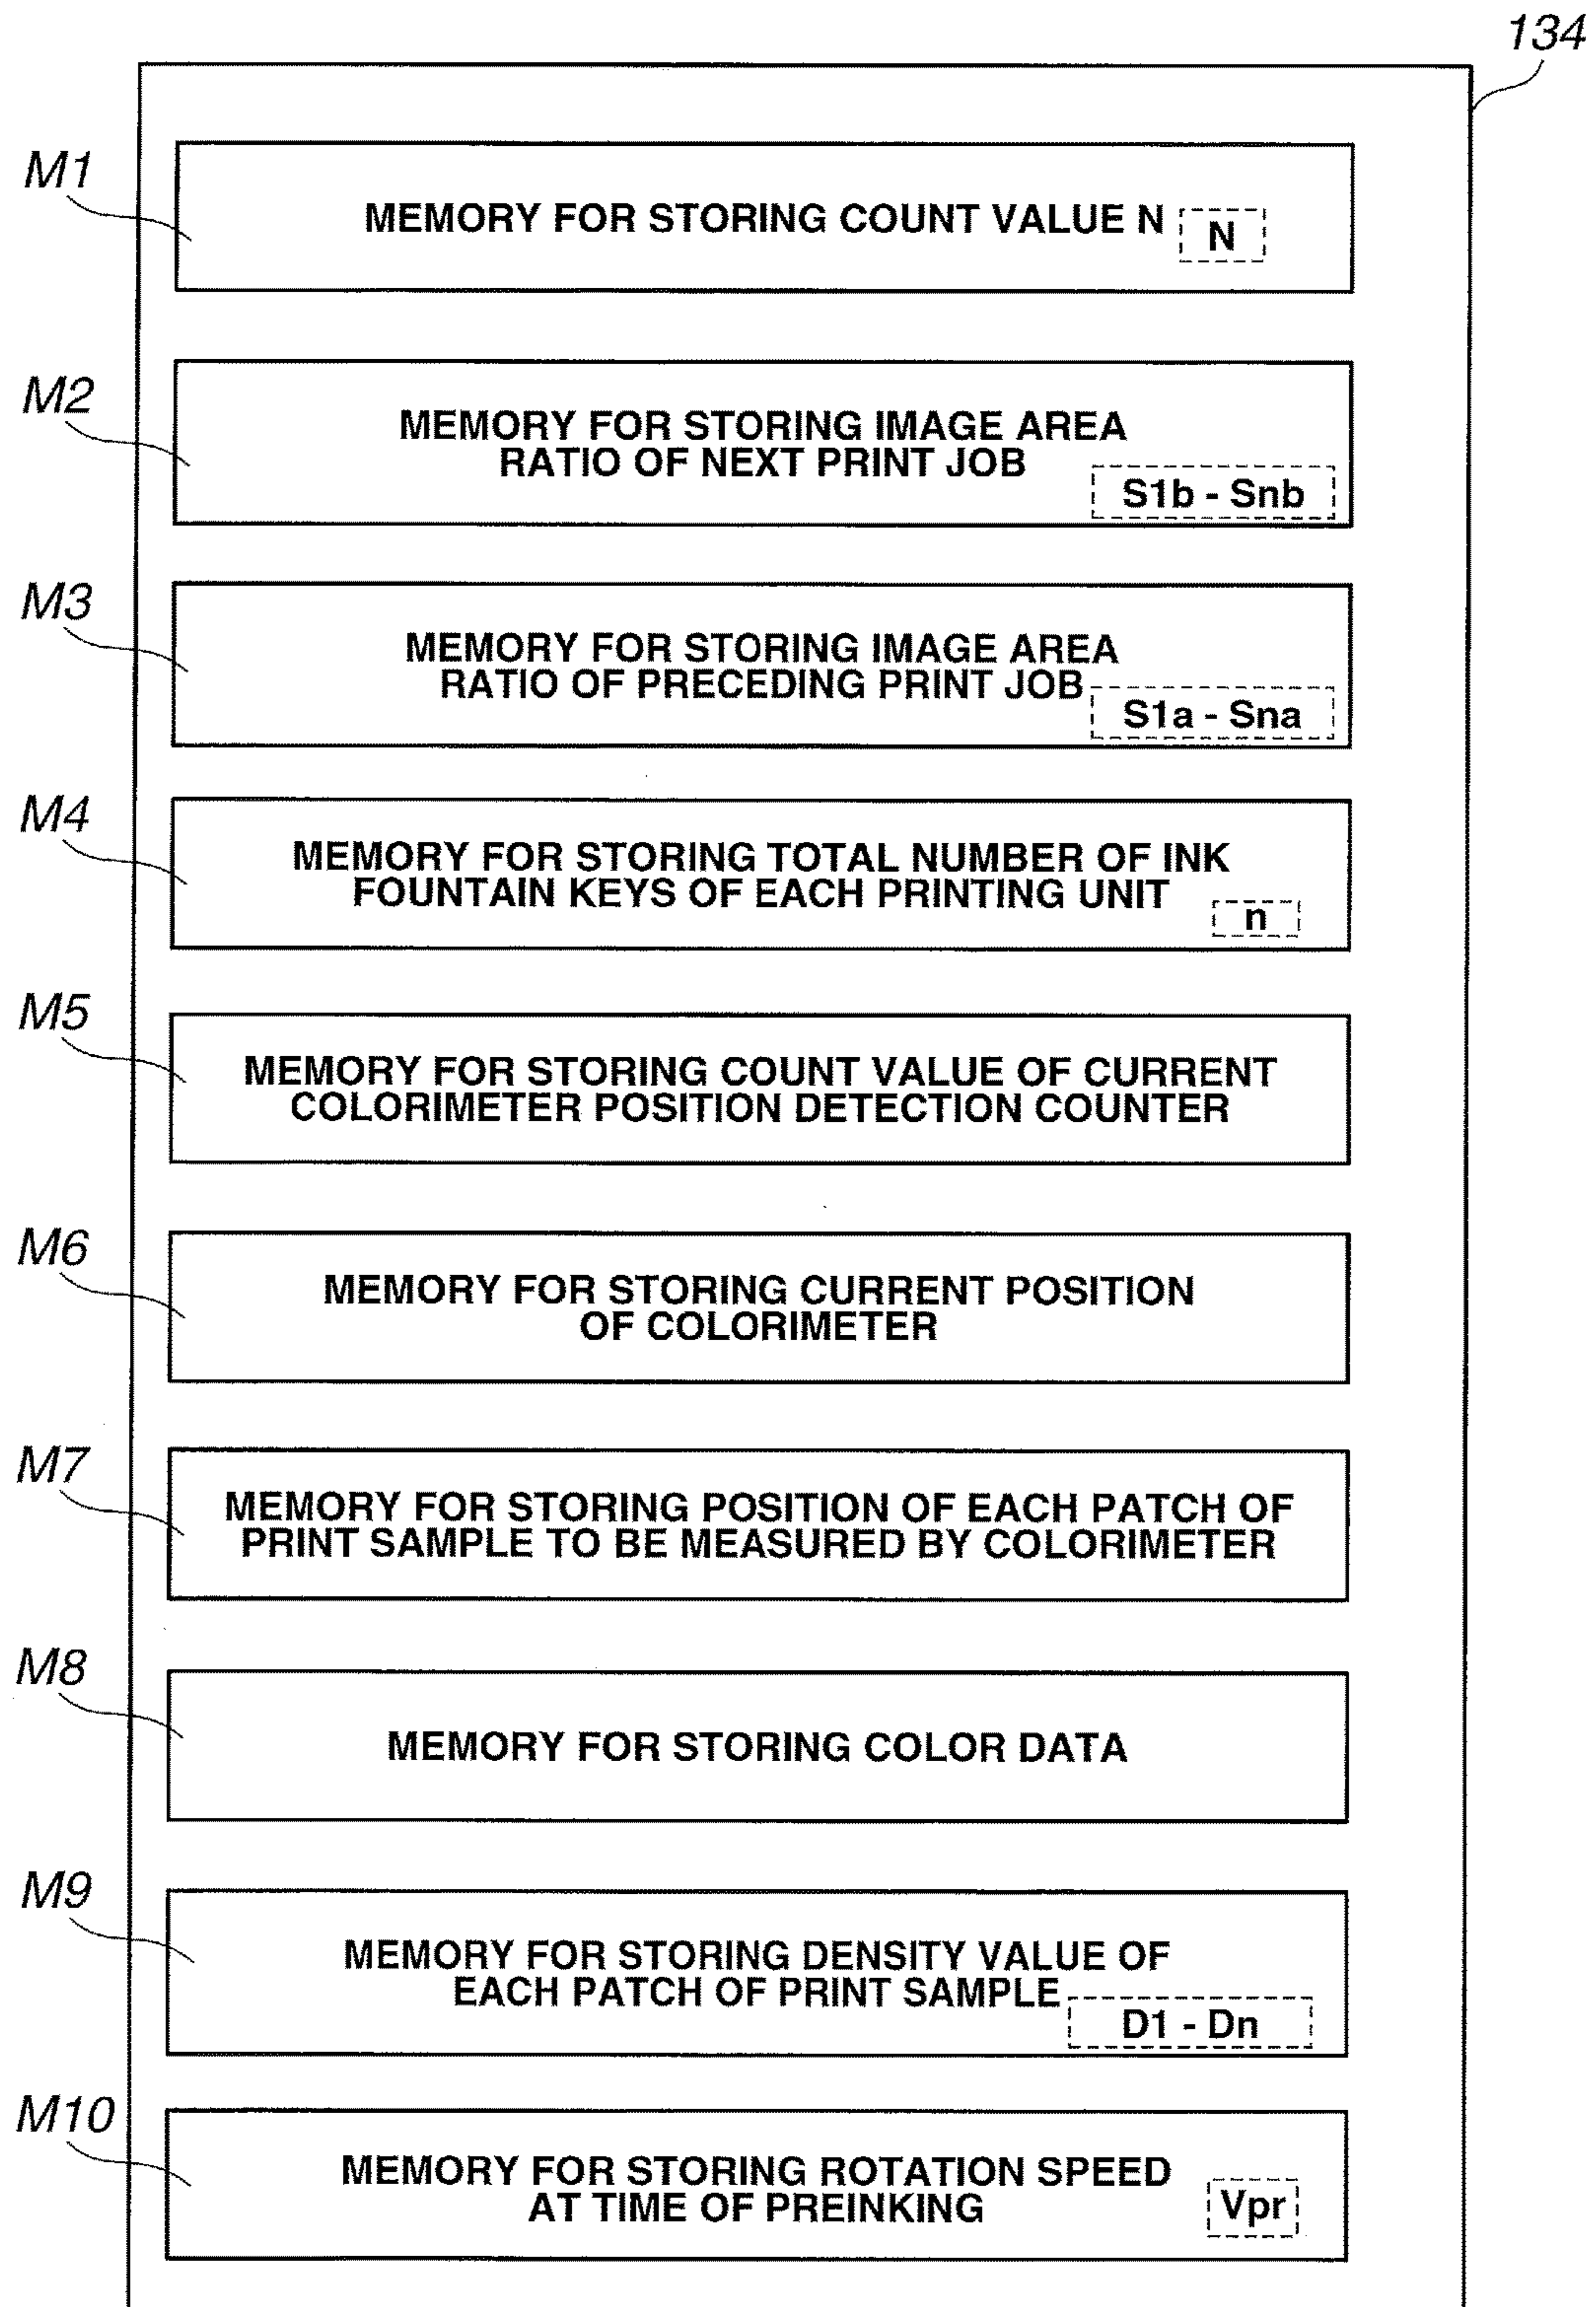 134
M1
MEMORY FOR STORING COUNT VALUE N
N
M2
MEMORY FOR STORING IMAGE AREA
RATIO OF NEXT PRINT JOB
S1b - Snb
M3
MEMORY FOR STORING IMAGE AREA
RATIO OF PRECEDING PRINT JOB
S1a - Sna
M4
MEMORY FOR STORING TOTAL NUMBER OF INK
FOUNTAIN KEYS OF EACH PRINTING UNIT
n
M5
MEMORY FOR STORING COUNT VALUE OF CURRENT
COLORIMETER POSITION DETECTION COUNTER
M6
MEMORY FOR STORING CURRENT POSITION
OF COLORIMETER
M7
MEMORY FOR STORING POSITION OF EACH PATCH OF
PRINT SAMPLE TO BE MEASURED BY COLORIMETER
M8
MEMORY FOR STORING COLOR DATA
M9
MEMORY FOR STORING DENSITY VALUE OF
EACH PATCH OF PRINT SAMPLE
D1 - Dn
M10
MEMORY FOR STORING ROTATION SPEED
AT TIME OF PREINKING
Vpr